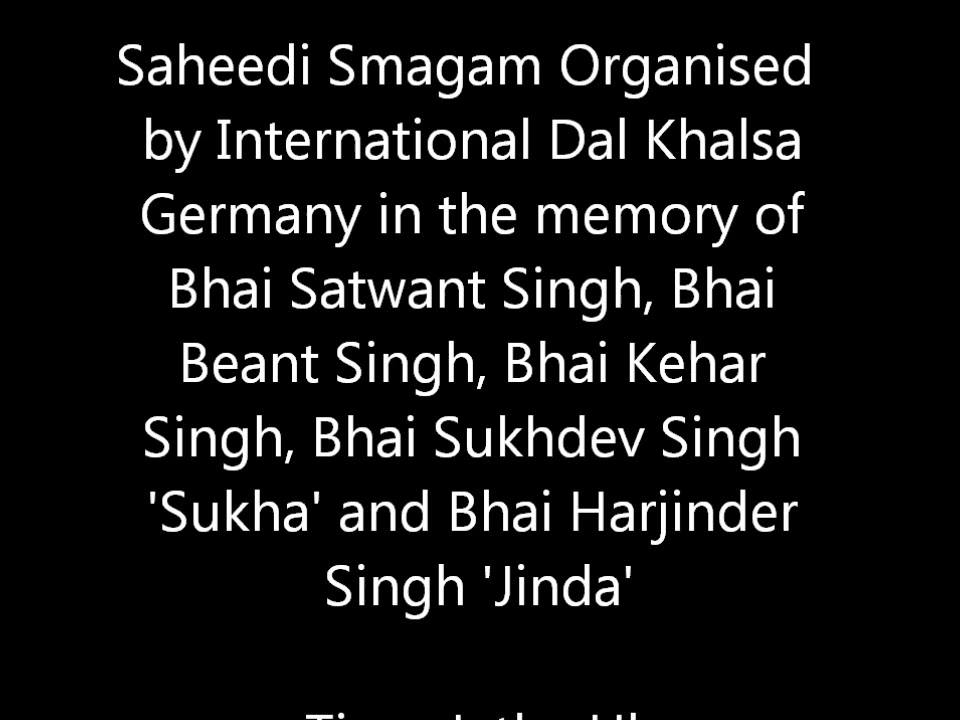 Saheedi Smagam Organised
by International Dal Khalsa
Germany in the memory of
Bhai Satwant Singh, Bhai
Beant Singh, Bhai Kehar
Singh, Bhai Sukhdev Singh
'Sukha' and Bhai Harjinder
Singh 'Jinda'